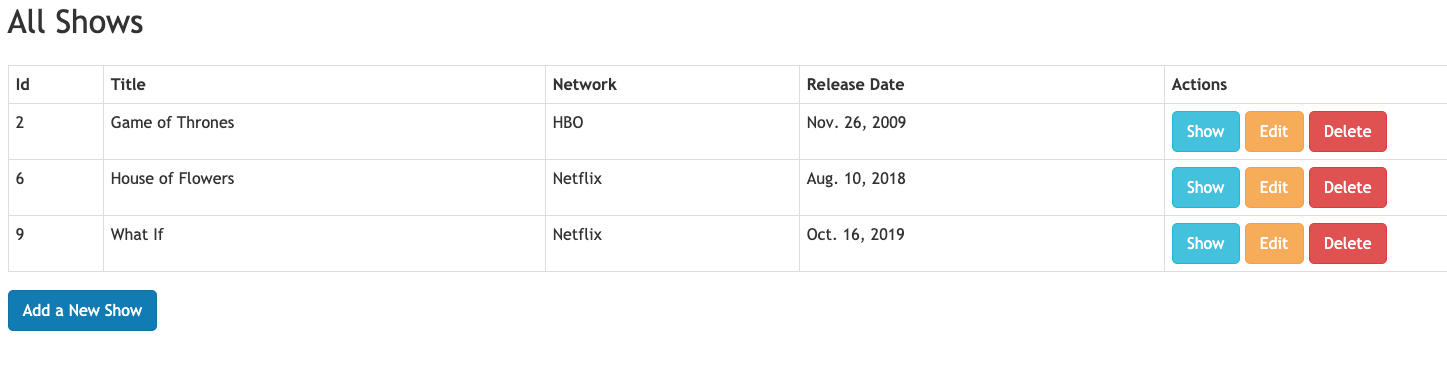 All Shows
Id Title Network Release Date Actions
2 Game of Thrones HBO Nov. 26, 2009 Show Edit Delete
6 House of Flowers Netflix Aug. 10, 2018 Show Edit Delete
9 What If Netflix Oct. 16, 2019 Show Edit Delete
Add a New Show